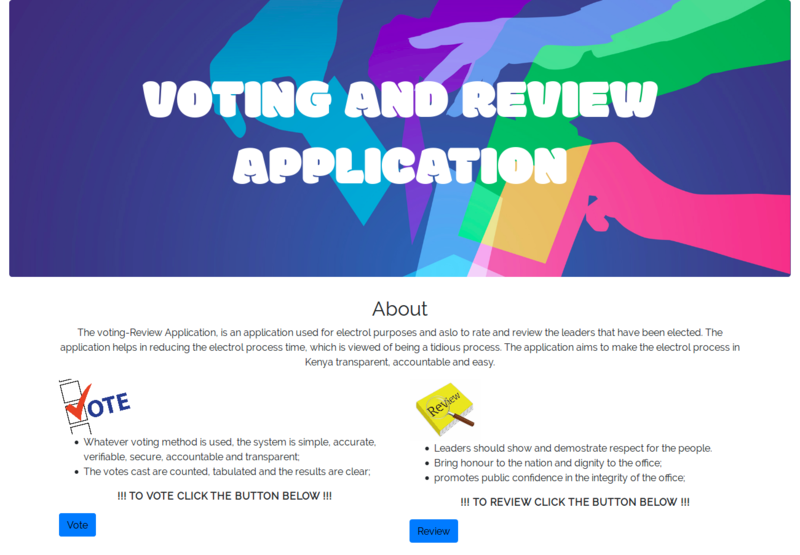 VOTING AND REVIEW
APPLICATION
About
The voting-Review Application, is an application used for electrol purposes and aslo to rate and review the leaders that have been elected. The
application helps in reducing the electrol process time, which is viewed of being a tidious process. The application aims to make the electrol process in
Kenya transparent, accountable and easy.
VOTE
• Whatever voting method is used, the system is simple, accurate,
verifiable, secure, accountable and transparent;
• The votes cast are counted, tabulated and the results are clear;
!!! TO VOTE CLICK THE BUTTON BELOW !!!
Vote
Review
• Leaders should show and demostrate respect for the people.
• Bring honour to the nation and dignity to the office;
• promotes public confidence in the integrity of the office;
!!! TO REVIEW CLICK THE BUTTON BELOW !!!
Review